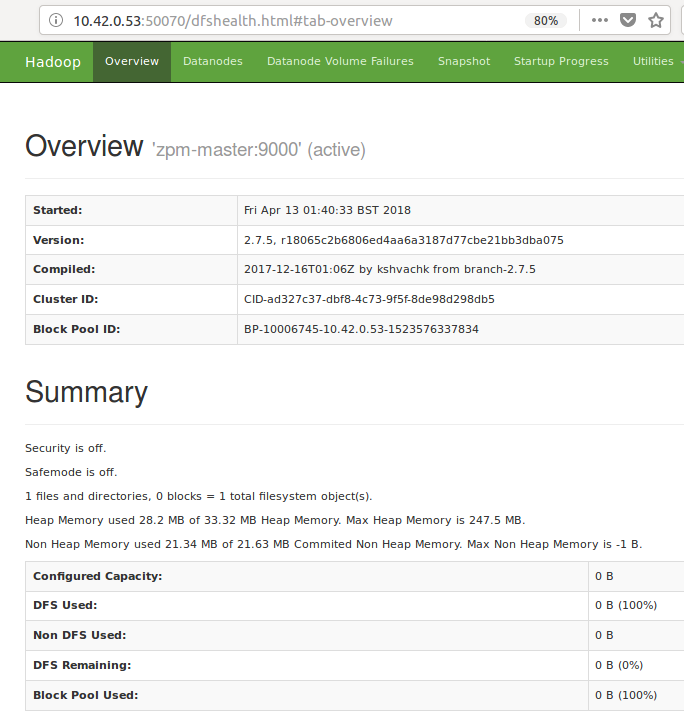 10.42.0.53:50070/dfshealth.html#tab-overview 80%
Hadoop Overview Datanodes Datanode Volume Failures Snapshot Startup Progress Utilities
Overview 'zpm-master:9000' (active)
Started: Fri Apr 13 01:40:33 BST 2018
Version: 2.7.5, r18065c2b6806ed4aa6a3187d77cbe21bb3dba075
Compiled: 2017-12-16T01:06Z by kshvachk from branch-2.7.5
Cluster ID: CID-ad327c37-dbf8-4c73-9f5f-8de98d298db5
Block Pool ID: BP-10006745-10.42.0.53-1523576337834
Summary
Security is off.
Safemode is off.
1 files and directories, 0 blocks = 1 total filesystem object(s).
Heap Memory used 28.2 MB of 33.32 MB Heap Memory. Max Heap Memory is 247.5 MB.
Non Heap Memory used 21.34 MB of 21.63 MB Commited Non Heap Memory. Max Non Heap Memory is -1 B.
Configured Capacity: 0 B
DFS Used: 0 B (100%)
Non DFS Used: 0 B
DFS Remaining: 0 B (0%)
Block Pool Used: 0 B (100%)